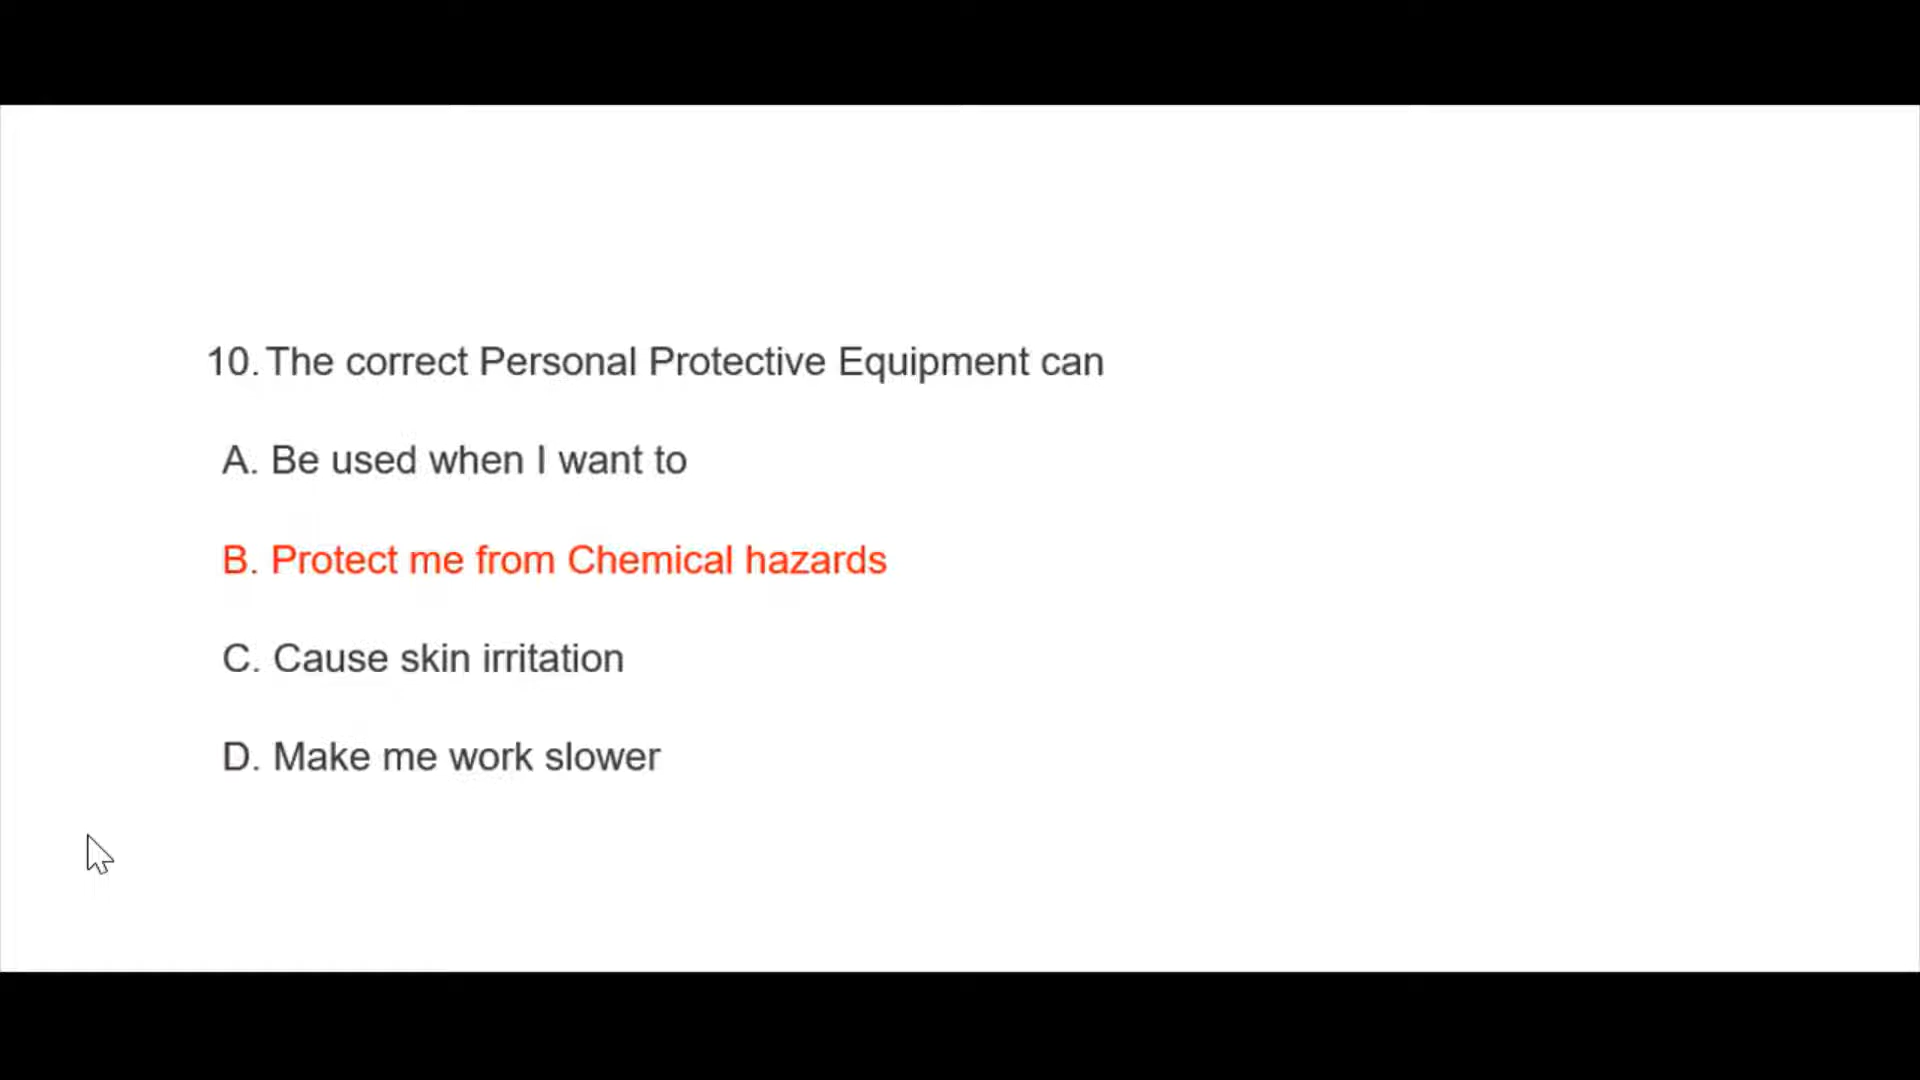 10. The correct Personal Protective Equipment can
A. Be used when I want to
B. Protect me from Chemical hazards
C. Cause skin irritation
D. Make me work slower